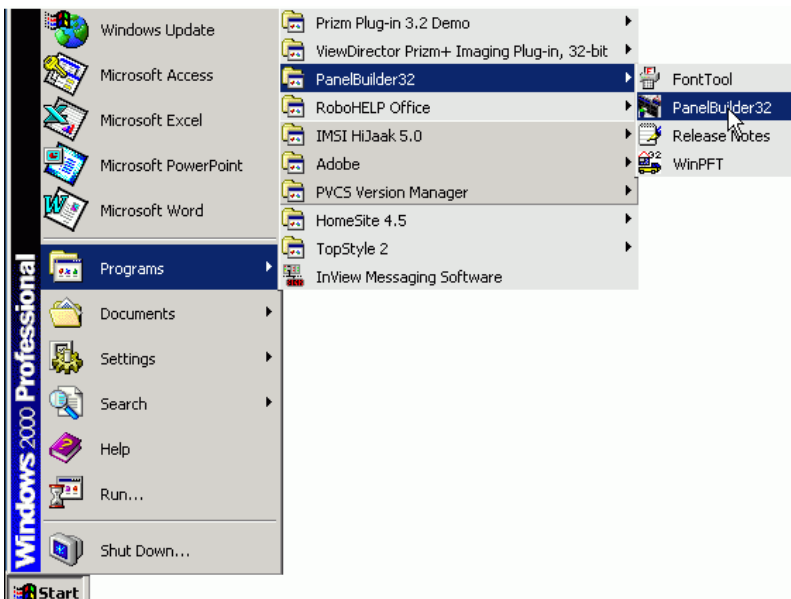 Windows Update
Microsoft Access
Microsoft Excel
Microsoft PowerPoint
Microsoft Word
Programs
Documents
Settings
Search
Help
Run...
Shut Down...
Windows 2000 Professional
Start
Prizm Plug-in 3.2 Demo
ViewDirector Prizm+ Imaging Plug-in, 32-bit
PanelBuilder32
RoboHELP Office
IMSI HiJaak 5.0
Adobe
PVCS Version Manager
HomeSite 4.5
TopStyle 2
InView Messaging Software
FontTool
PanelBuilder32
Release Notes
WinPFT